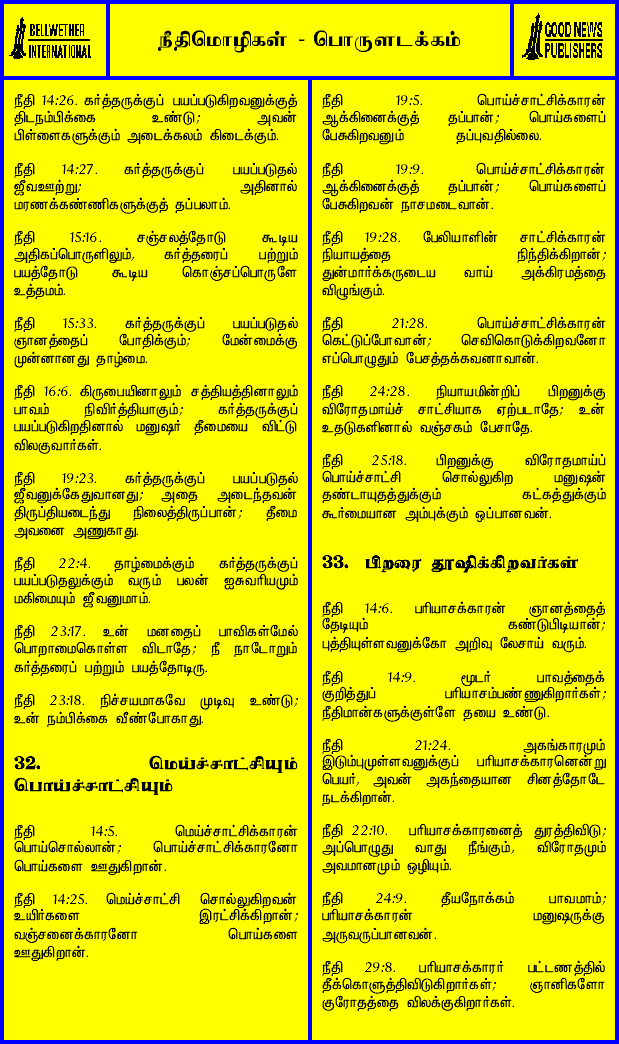 BELLWETHER
INTERNATIONAL
நீதிமொழிகள் - பொருளடக்கம்
GOOD NEWS
PUBLISHERS
நீதி 14:26. கர்த்தருக்குப் பயப்படுகிறவனுக்குத்
திடநம்பிக்கை உண்டு; அவன்
பிள்ளைகளுக்கும் அடைக்கலம் கிடைக்கும்.
நீதி 14:27. கர்த்தருக்குப் பயப்படுதல்
ஜீவஊற்று; அதினால்
மரணக்கண்ணிகளுக்குத் தப்பலாம்.
நீதி 15:16. சஞ்சலத்தோடு கூடிய
அதிகப்பொருளிலும், கர்த்தரைப் பற்றும்
பயத்தோடு கூடிய கொஞ்சப்பொருளே
உத்தமம்.
நீதி 15:33. கர்த்தருக்குப் பயப்படுதல்
ஞானத்தைப் போதிக்கும்; மேன்மைக்கு
முன்னானது தாழ்மை.
நீதி 16:6. கிருபையினாலும் சத்தியத்தினாலும்
பாவம் நிவிர்த்தியாகும்; கர்த்தருக்குப்
பயப்படுகிறதினால் மனுஷர் தீமையை விட்டு
விலகுவார்கள்.
நீதி 19:23. கர்த்தருக்குப் பயப்படுதல்
ஜீவனுக்கேதுவானது; அதை அடைந்தவன்
திருப்தியடைந்து நிலைத்திருப்பான்; தீமை
அவனை அணுகாது.
நீதி 22:4. தாழ்மைக்கும் கர்த்தருக்குப்
பயப்படுதலுக்கும் வரும் பலன் ஐசுவரியமும்
மகிமையும் ஜீவனுமாம்.
நீதி 23:17. உன் மனதைப் பாவிகள்மேல்
பொறாமைகொள்ள விடாதே; நீ நாடோறும்
கர்த்தரைப் பற்றும் பயத்தோடிரு.
நீதி 23:18. நிச்சயமாகவே முடிவு உண்டு;
உன் நம்பிக்கை வீண்போகாது.
32. மெய்ச்சாட்சியும்
பொய்ச்சாட்சியும்
நீதி 14:5. மெய்ச்சாட்சிக்காரன்
பொய்சொல்லான்; பொய்ச்சாட்சிக்காரனோ
பொய்களை ஊதுகிறான்.
நீதி 14:25. மெய்ச்சாட்சி சொல்லுகிறவன்
உயிர்களை இரட்சிக்கிறான்;
வஞ்சனைக்காரனோ பொய்களை
ஊதுகிறான்.
நீதி 19:5. பொய்ச்சாட்சிக்காரன்
ஆக்கினைக்குத் தப்பான்; பொய்களைப்
பேசுகிறவனும் தப்புவதில்லை.
நீதி 19:9. பொய்ச்சாட்சிக்காரன்
ஆக்கினைக்குத் தப்பான்; பொய்களைப்
பேசுகிறவன் நாசமடைவான்.
நீதி 19:28. பேலியாளின் சாட்சிக்காரன்
நியாயத்தை நிந்திக்கிறான்;
துன்மார்க்கருடைய வாய் அக்கிரமத்தை
விழுங்கும்.
நீதி 21:28. பொய்ச்சாட்சிக்காரன்
கெட்டுப்போவான்; செவிகொடுக்கிறவனோ
எப்பொழுதும் பேசத்தக்கவனாவான்.
நீதி 24:28. நியாயமின்றிப் பிறனுக்கு
விரோதமாய்ச் சாட்சியாக ஏற்படாதே; உன்
உதடுகளினால் வஞ்சகம் பேசாதே.
நீதி 25:18. பிறனுக்கு விரோதமாய்ப்
பொய்ச்சாட்சி சொல்லுகிற மனுஷன்
தண்டாயுதத்துக்கும் கட்கத்துக்கும்
கூர்மையான அம்புக்கும் ஒப்பானவன்.
33. பிறரை தூஷிக்கிறவர்கள்
நீதி 14:6. பரியாசக்காரன் ஞானத்தைத்
தேடியும் கண்டுபிடியான்;
புத்தியுள்ளவனுக்கோ அறிவு லேசாய் வரும்.
நீதி 14:9. மூடர் பாவத்தைக்
குறித்துப் பரியாசம்பண்ணுகிறார்கள்;
நீதிமான்களுக்குள்ளே தயை உண்டு.
நீதி 21:24. அகங்காரமும்
இடும்புமுள்ளவனுக்குப் பரியாசக்காரனென்று
பெயர், அவன் அகந்தையான சினத்தோடே
நடக்கிறான்.
நீதி 22:10. பரியாசக்காரனைத் துரத்திவிடு;
அப்பொழுது வாது நீங்கும், விரோதமும்
அவமானமும் ஒழியும்.
நீதி 24:9. தீயநோக்கம் பாவமாம்;
பரியாசக்காரன் மனுஷருக்கு
அருவருப்பானவன்.
நீதி 29:8. பரியாசக்காரர் பட்டணத்தில்
தீக்கொளுத்திவிடுகிறார்கள்; ஞானிகளோ
குரோதத்தை விலக்குகிறார்கள்.